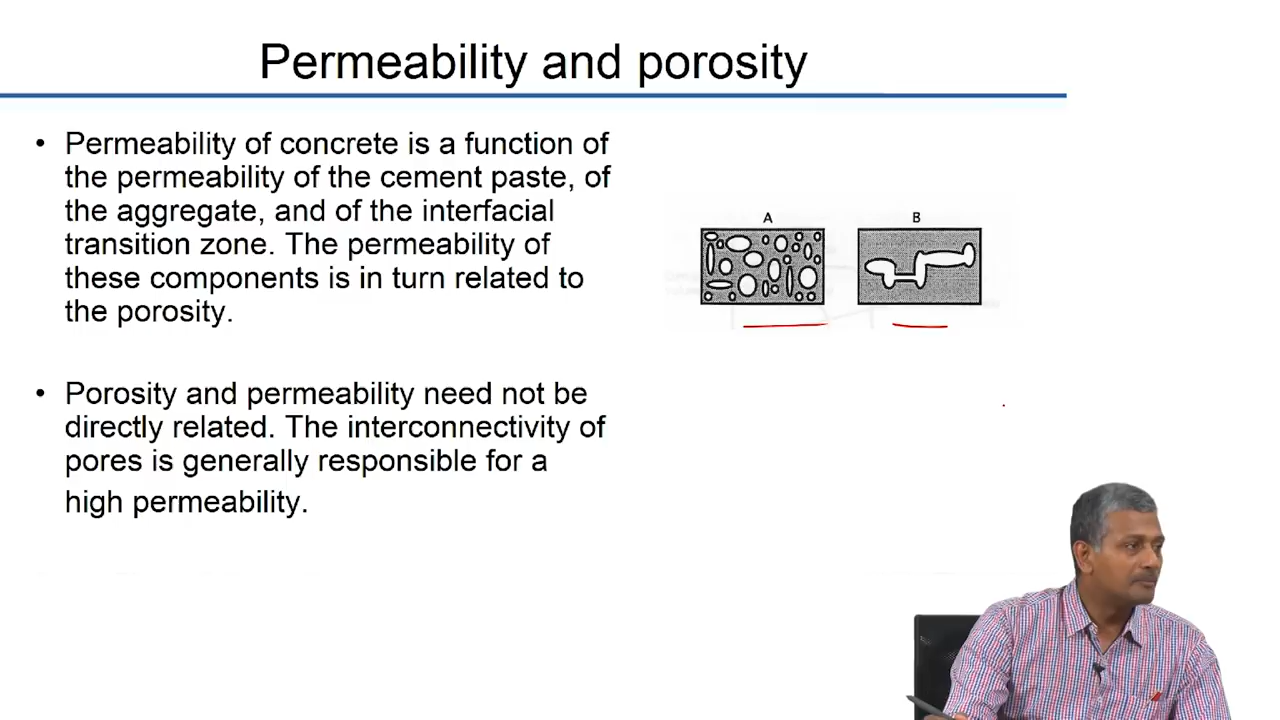 Permeability and porosity
• Permeability of concrete is a function of
the permeability of the cement paste, of
the aggregate, and of the interfacial
transition zone. The permeability of
these components is in turn related to
the porosity.
• Porosity and permeability need not be
directly related. The interconnectivity of
pores is generally responsible for a
high permeability.
A
B